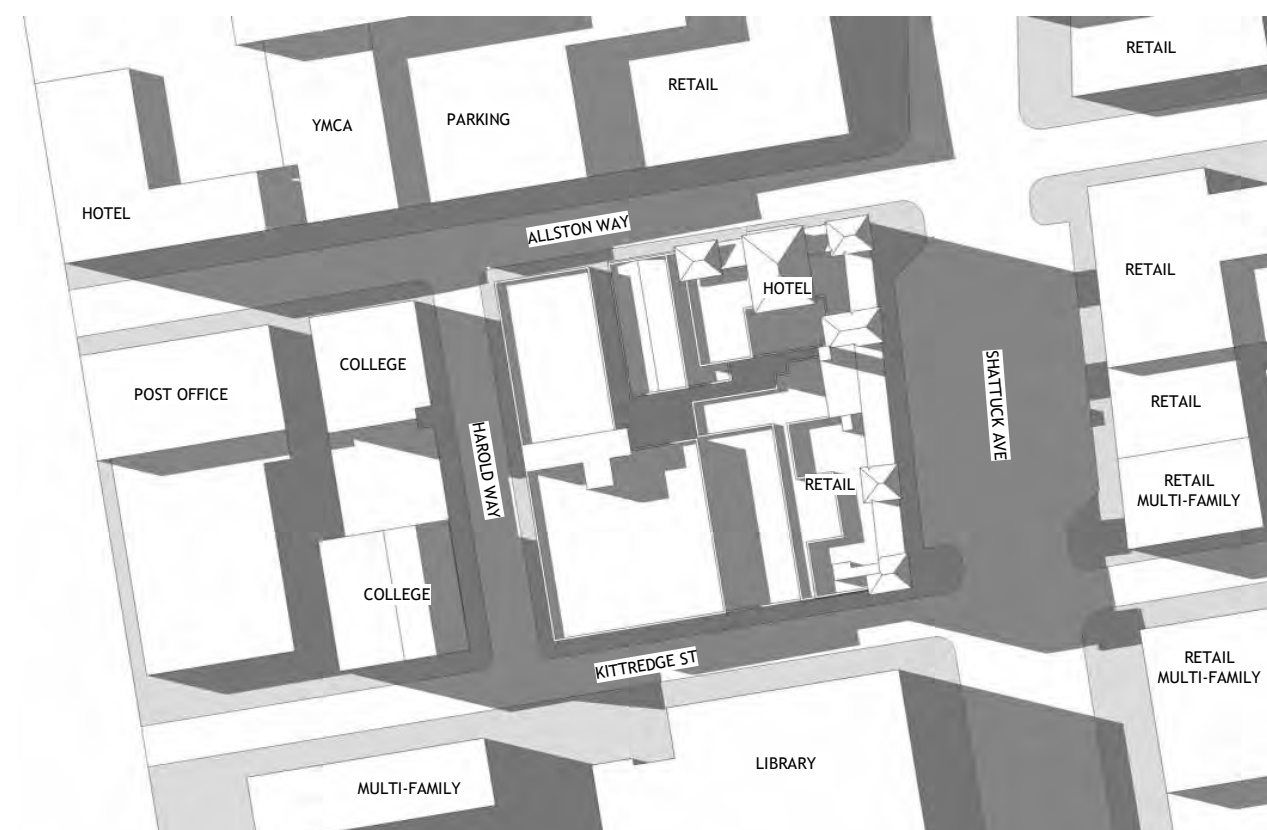 RETAIL
RETAIL
PARKING
YMCA
HOTEL
ALLSTON WAY
RETAIL
HOTEL
COLLEGE
POST OFFICE
SHATTUCK AVE
RETAIL
HAROLD WAY
RETAIL
RETAIL
MULTI-FAMILY
COLLEGE
KITTREDGE ST
RETAIL
MULTI-FAMILY
LIBRARY
MULTI-FAMILY